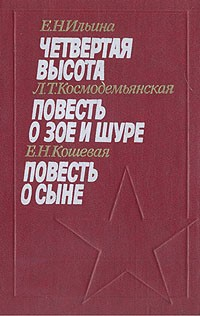 Е.Н.Ильина
ЧЕТВЕРТАЯ
ВЫСОТА
Л.Т.Космодемьянская
ПОВЕСТЬ
О ЗОЕ И ШУРЕ
Е.Н.Кошевая
ПОВЕСТЬ
О СЫНЕ